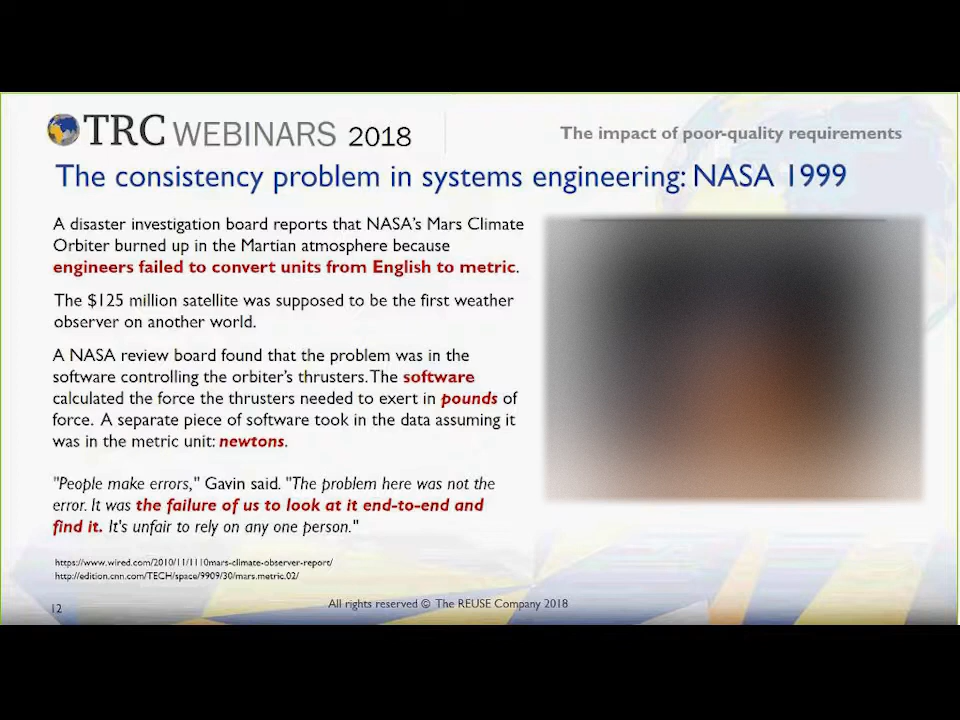 TRC WEBINARS 2018
The impact of poor-quality requirements
The consistency problem in systems engineering: NASA 1999
A disaster investigation board reports that NASA's Mars Climate
Orbiter burned up in the Martian atmosphere because
engineers failed to convert units from English to metric.
The $125 million satellite was supposed to be the first weather
observer on another world.
A NASA review board found that the problem was in the
software controlling the orbiter's thrusters. The software
calculated the force the thrusters needed to exert in pounds of
force. A separate piece of software took in the data assuming it
was in the metric unit: newtons.
"People make errors," Gavin said. "The problem here was not the
error. It was the failure of us to look at it end-to-end and
find it. It's unfair to rely on any one person."
https://www.wired.com/2010/11/1110mars-climate-observer-report/
http://edition.cnn.com/TECH/space/9909/30/mars.metric.02/
12
All rights reserved © The REUSE Company 2018